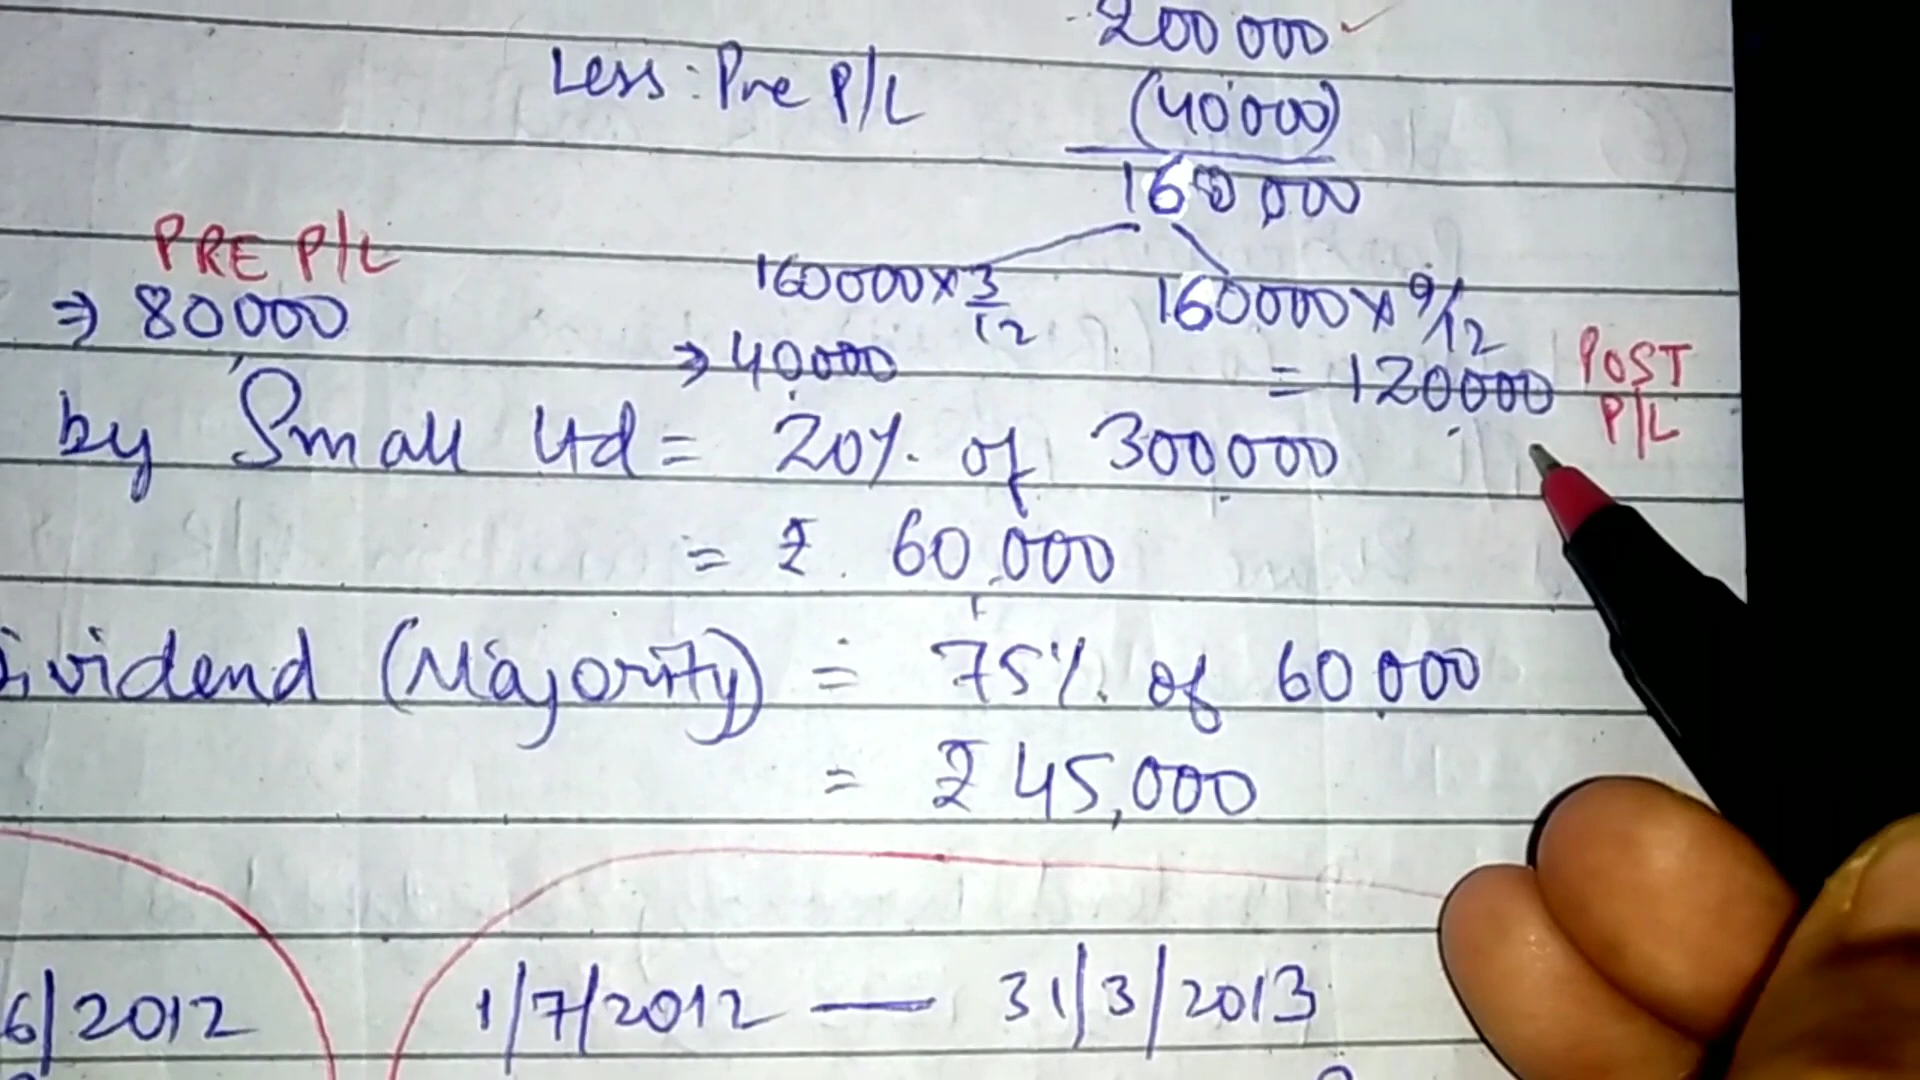 200000
Less: Pre P/L (40000)
160000
PRE P/L
160000 x 3/12 160000 x 9/12
⇒ 80000 ⇒ 40000 = 120000 POST P/L
by Small Ltd = 20% of 300000
= ₹. 60,000
Dividend (Majority) = 75% of 60000
= ₹ 45,000
6/2012 1/7/2012 — 31/3/2013